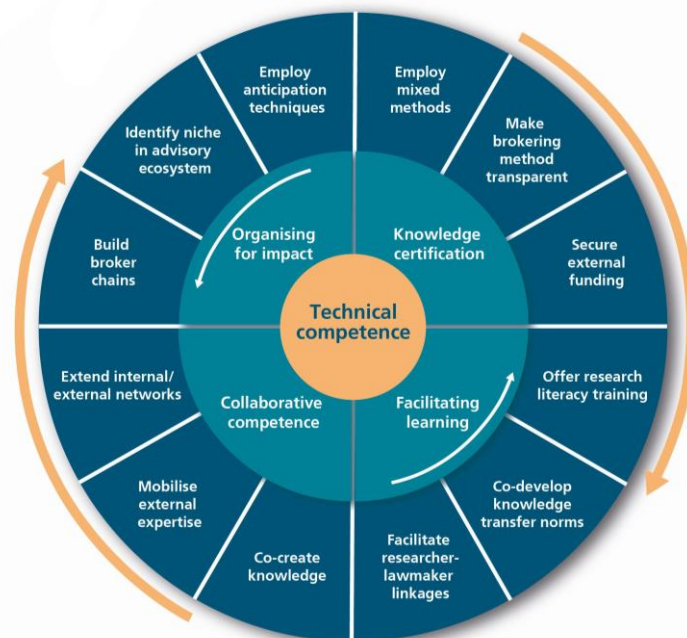 Employ
anticipation
techniques
Employ
mixed
methods
Make
brokering
method
transparent
Secure
external
funding
Offer research
literacy training
Co-develop
knowledge
transfer norms
Facilitate
researcher-
lawmaker
linkages
Co-create
knowledge
Mobilise
external
expertise
Extend internal/
external networks
Build
broker
chains
Identify niche
in advisory
ecosystem
Organising
for impact
Knowledge
certification
Facilitating
learning
Collaborative
competence
Technical
competence